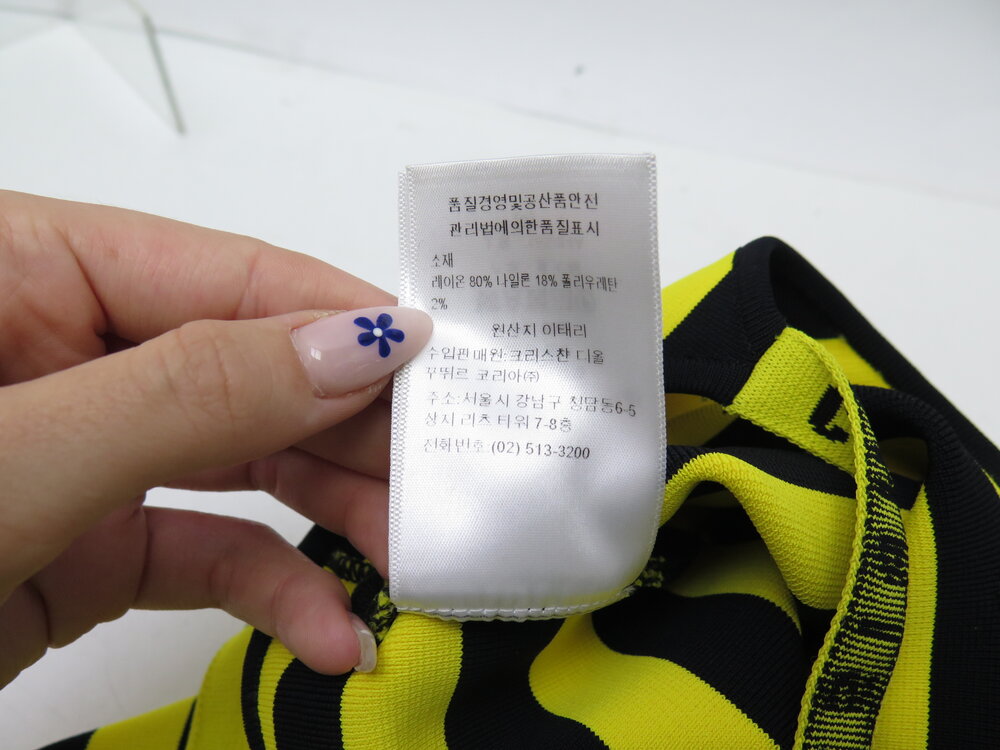 품질경영및공산품안전
관리법에의한품질표시
소재
레이온 80% 나일론 18% 폴리우레탄
2%
원산지 이태리
수입판매원:크리스챤 디올
꾸뛰르 코리아(주)
주소:서울시 강남구 청담동6-5
상시 리츠 타워 7-8층
전화번호:(02) 513-3200